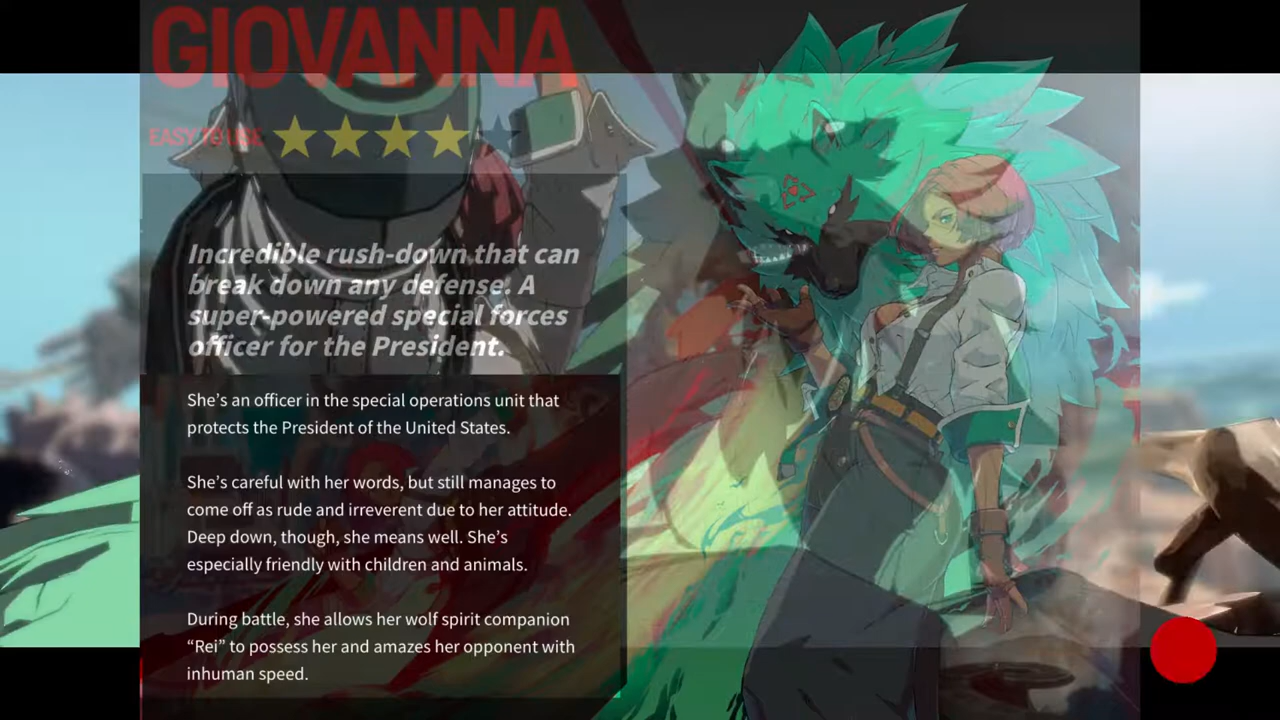 GIOVANNA
EASY TO USE
Incredible rush-down that can
break down any defense. A
super-powered special forces
officer for the President.
She’s an officer in the special operations unit that
protects the President of the United States.
She’s careful with her words, but still manages to
come off as rude and irreverent due to her attitude.
Deep down, though, she means well. She’s
especially friendly with children and animals.
During battle, she allows her wolf spirit companion
“Rei” to possess her and amazes her opponent with
inhuman speed.